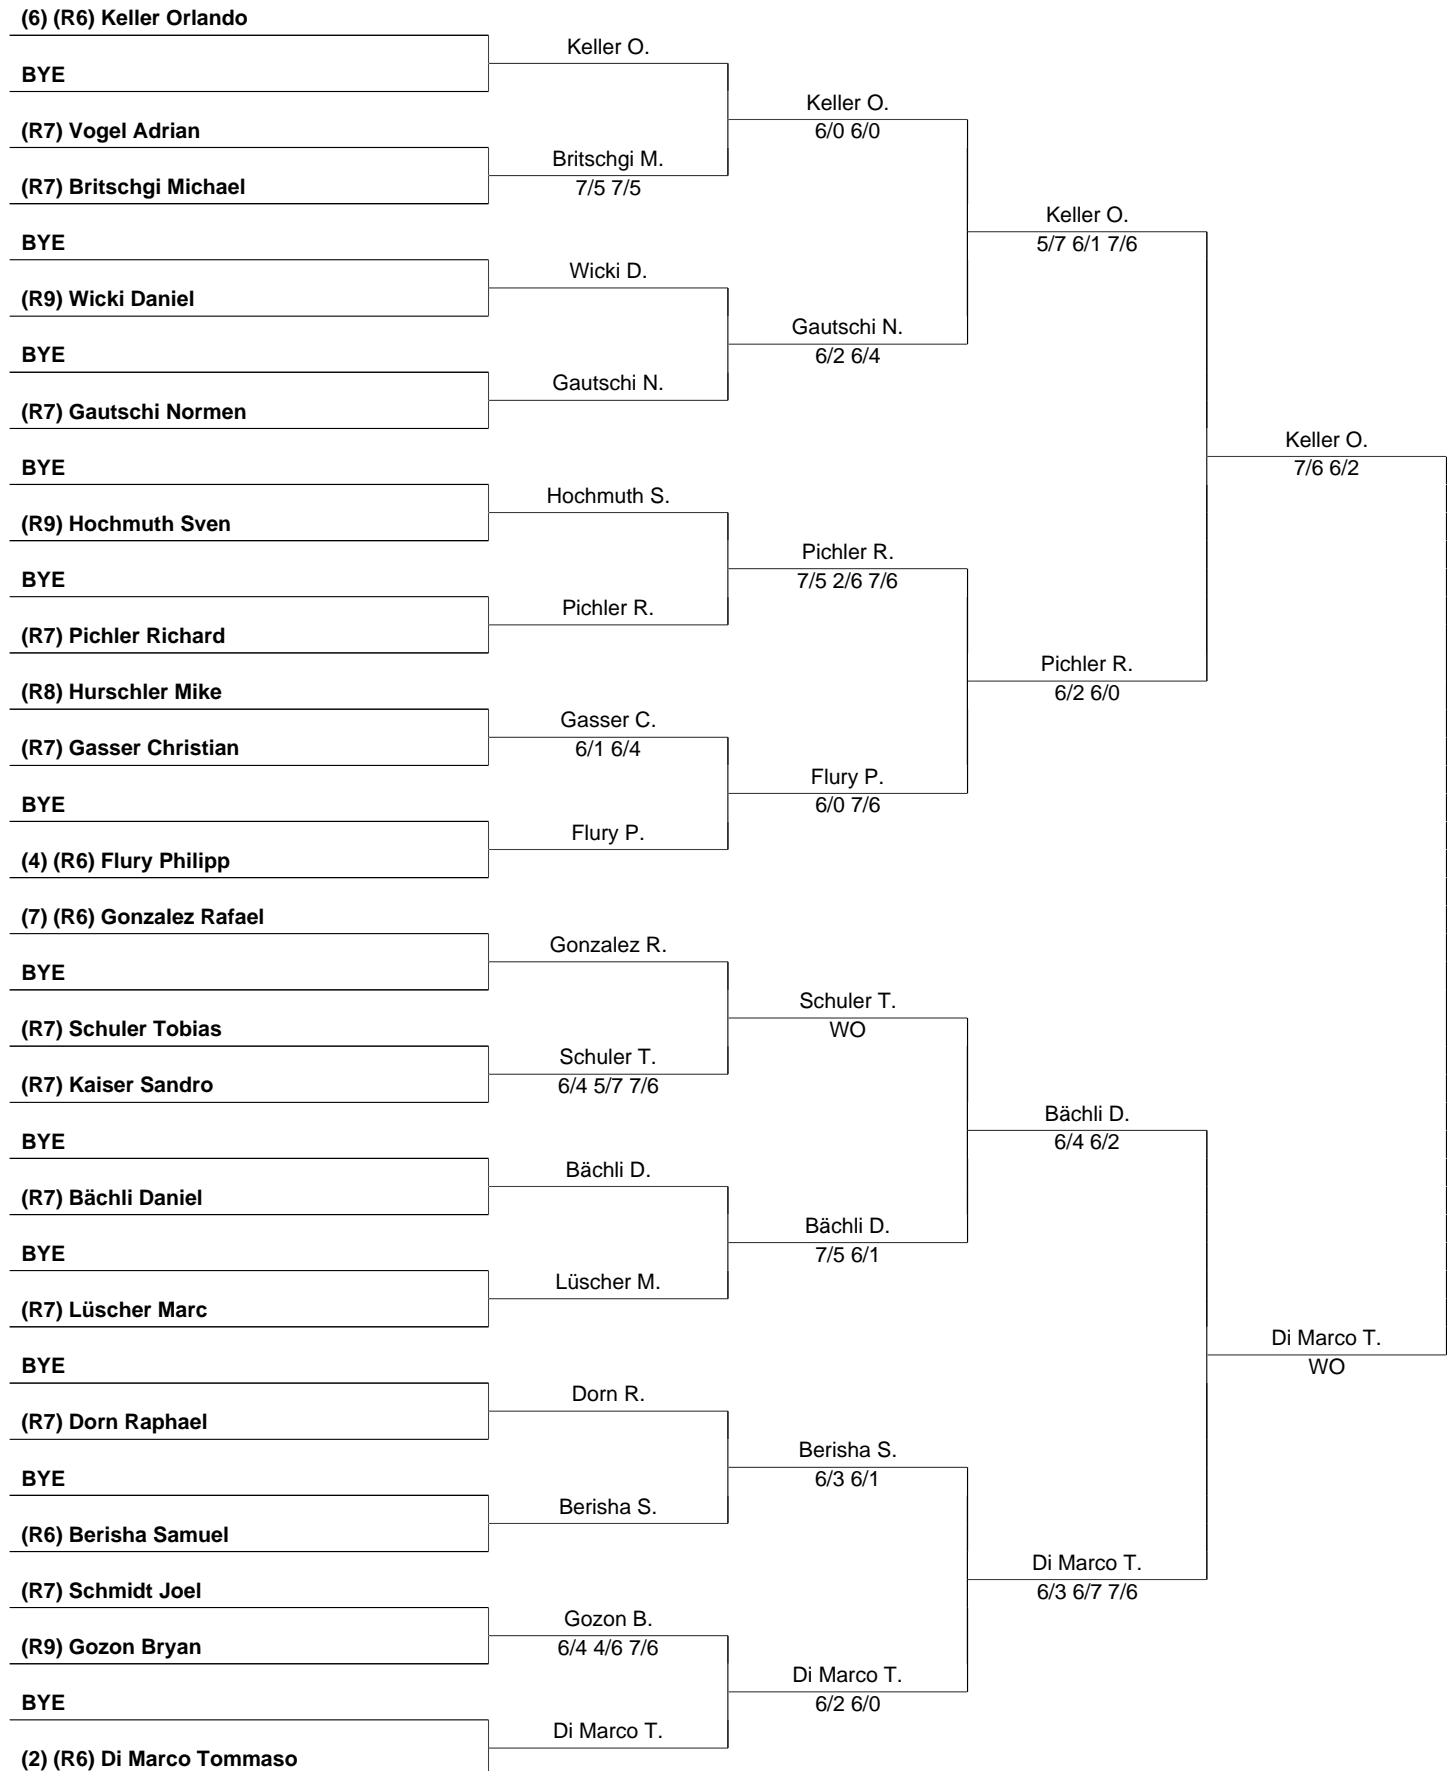 (6) (R6) Keller Orlando
BYE
(R7) Vogel Adrian
(R7) Britschgi Michael
BYE
(R9) Wicki Daniel
BYE
(R7) Gautschi Normen
BYE
(R9) Hochmuth Sven
BYE
(R7) Pichler Richard
(R8) Hurschler Mike
(R7) Gasser Christian
BYE
(4) (R6) Flury Philipp
(7) (R6) Gonzalez Rafael
BYE
(R7) Schuler Tobias
(R7) Kaiser Sandro
BYE
(R7) Bächli Daniel
BYE
(R7) Lüscher Marc
BYE
(R7) Dorn Raphael
BYE
(R6) Berisha Samuel
(R7) Schmidt Joel
(R9) Gozon Bryan
BYE
(2) (R6) Di Marco Tommaso
Keller O.
Britschgi M.
7/5 7/5
Wicki D.
Gautschi N.
Hochmuth S.
Pichler R.
Gasser C.
6/1 6/4
Flury P.
Gonzalez R.
Schuler T.
6/4 5/7 7/6
Bächli D.
Lüscher M.
Dorn R.
Berisha S.
Gozon B.
6/4 4/6 7/6
Di Marco T.
Keller O.
6/0 6/0
Gautschi N.
6/2 6/4
Pichler R.
7/5 2/6 7/6
Flury P.
6/0 7/6
Schuler T.
WO
Bächli D.
7/5 6/1
Berisha S.
6/3 6/1
Di Marco T.
6/2 6/0
Keller O.
5/7 6/1 7/6
Pichler R.
6/2 6/0
Bächli D.
6/4 6/2
Di Marco T.
6/3 6/7 7/6
Keller O.
7/6 6/2
Di Marco T.
WO